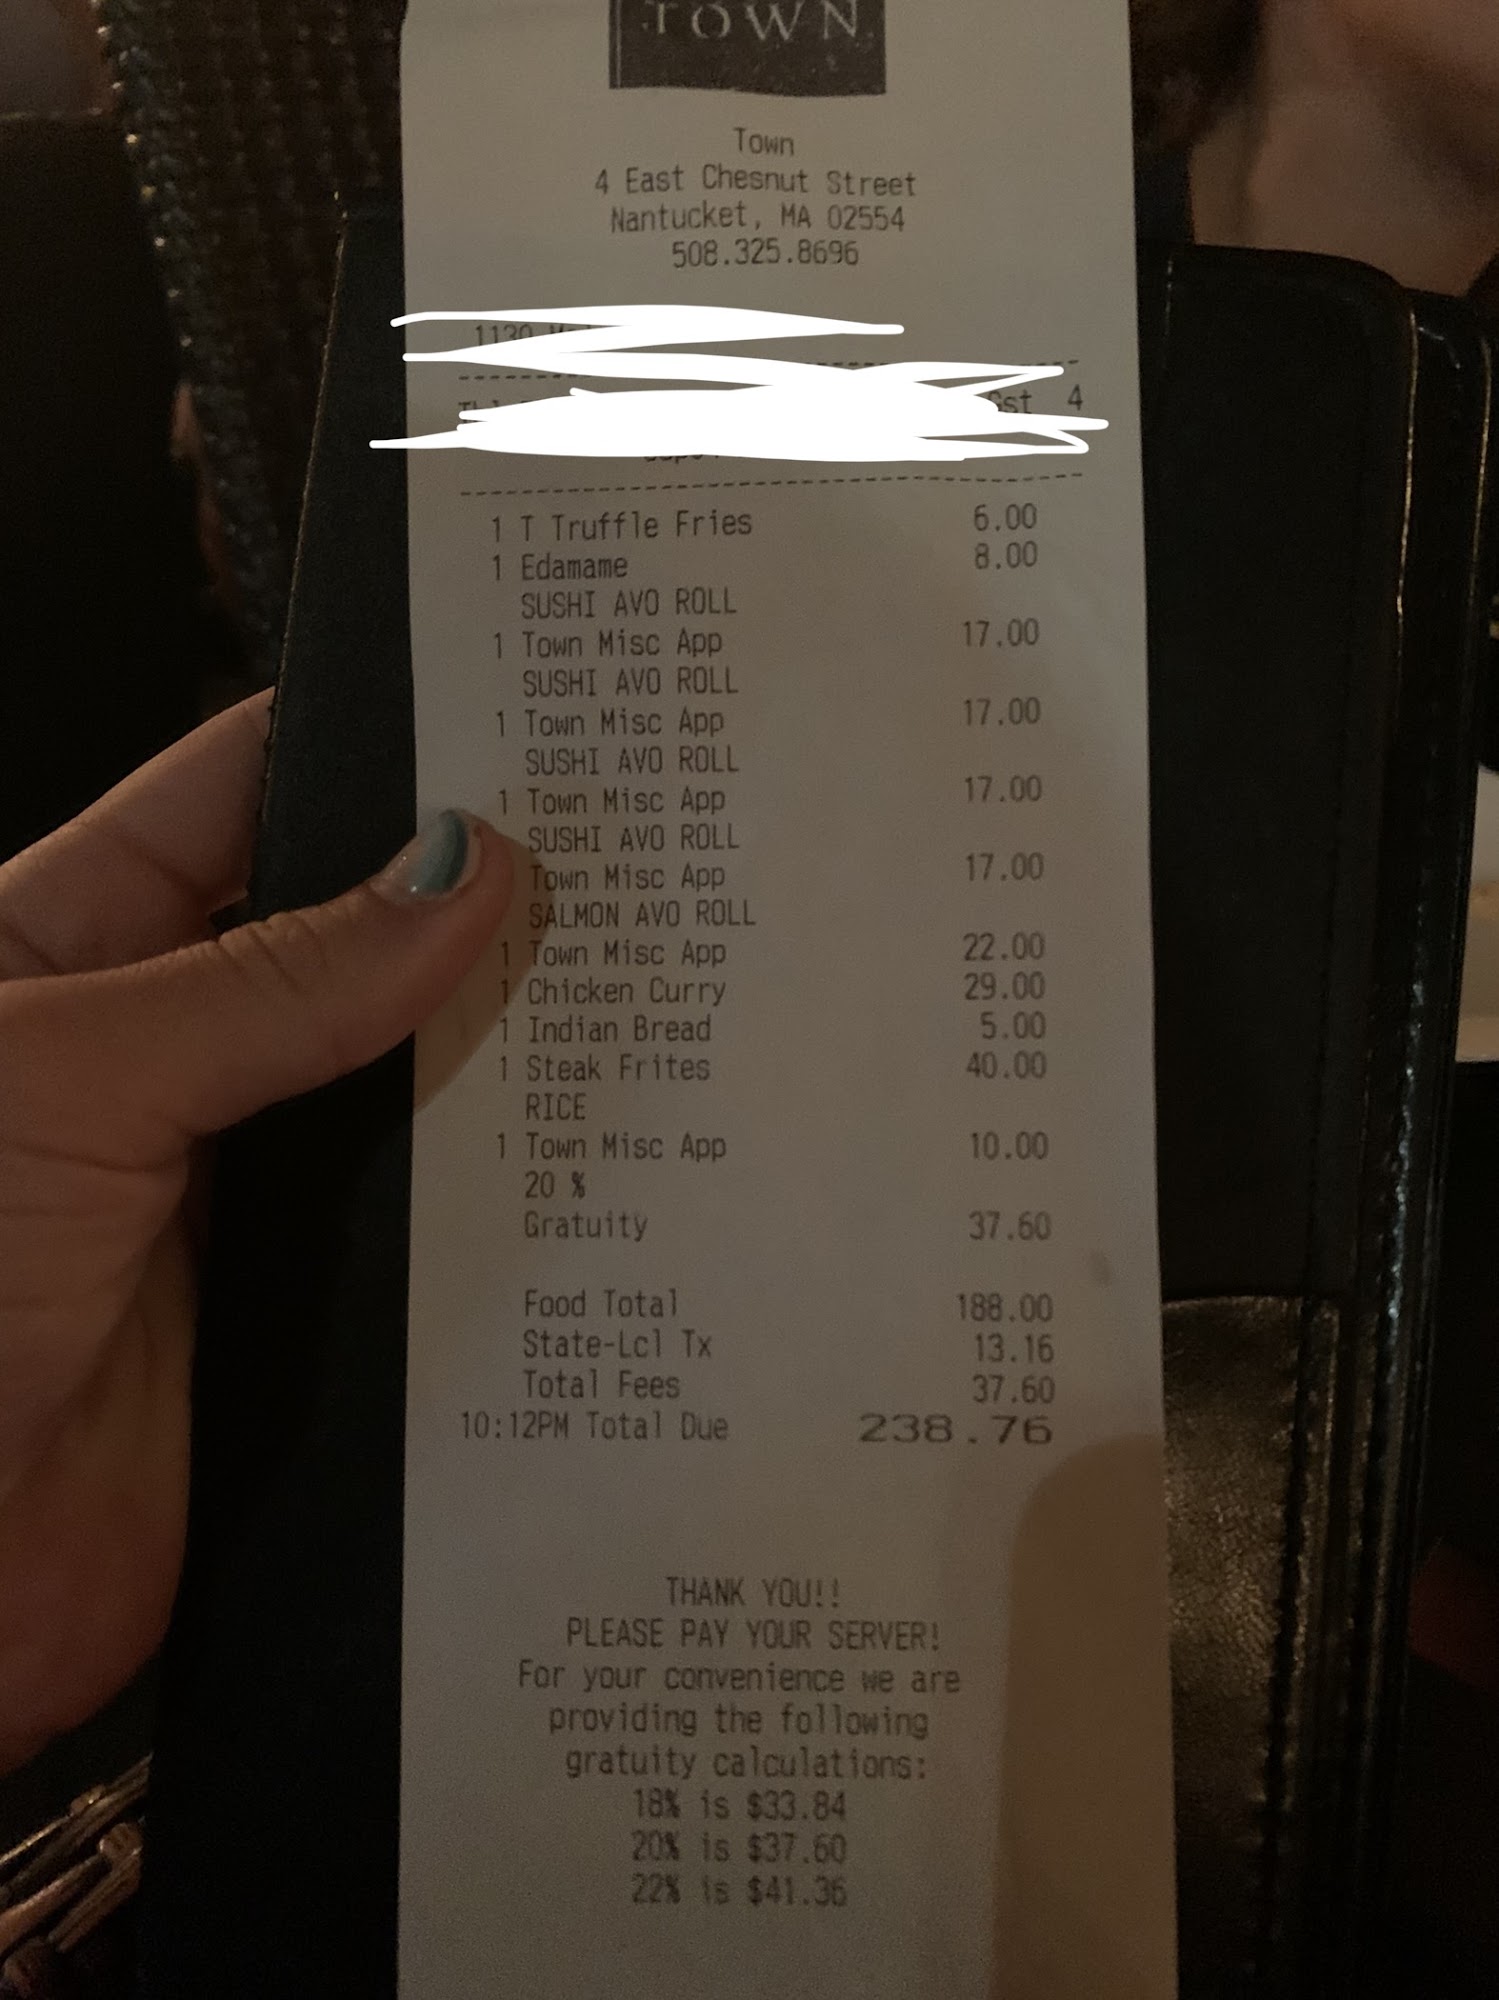 TOWN
Town
4 East Chesnut Street
Nantucket, MA 02554
508.325.8696
1130
Gst 4
1 T Truffle Fries 6.00
1 Edamame 8.00
SUSHI AVO ROLL
1 Town Misc App 17.00
SUSHI AVO ROLL
1 Town Misc App 17.00
SUSHI AVO ROLL
1 Town Misc App 17.00
SUSHI AVO ROLL
Town Misc App 17.00
SALMON AVO ROLL
1 Town Misc App 22.00
1 Chicken Curry 29.00
1 Indian Bread 5.00
1 Steak Frites 40.00
RICE
1 Town Misc App 10.00
20 %
Gratuity 37.60
Food Total 188.00
State-Lcl Tx 13.16
Total Fees 37.60
10:12PM Total Due 238.76
THANK YOU!!
PLEASE PAY YOUR SERVER!
For your convenience we are
providing the following
gratuity calculations:
18% is $33.84
20% is $37.60
22% is $41.36